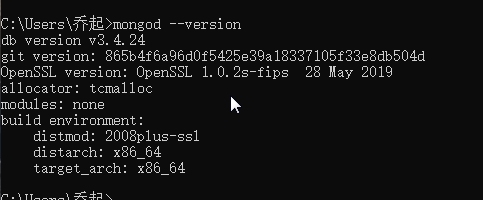 C:\Users\乔起>mongod --version
db version v3.4.24
git version: 865b4f6a96d0f5425e39a18337105f33e8db504d
OpenSSL version: OpenSSL 1.0.2s-fips  28 May 2019
allocator: tcmalloc
modules: none
build environment:
    distmod: 2008plus-ssl
    distarch: x86_64
    target_arch: x86_64
C:\Users\乔起>